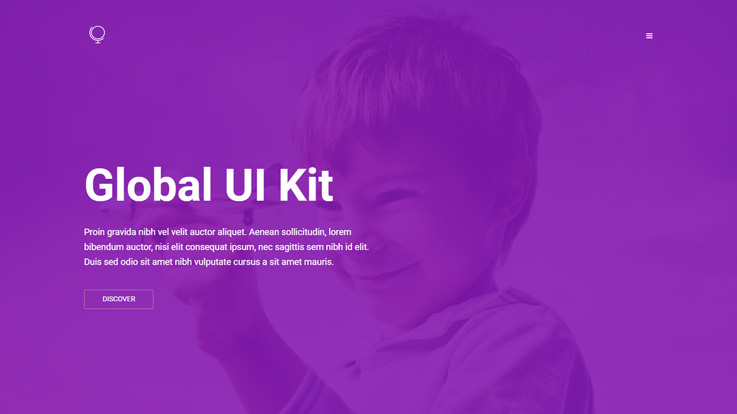 Global UI Kit
Proin gravida nibh vel velit auctor aliquet. Aenean sollicitudin, lorem
bibendum auctor, nisi elit consequat ipsum, nec sagittis sem nibh id elit.
Duis sed odio sit amet nibh vulputate cursus a sit amet mauris.
DISCOVER